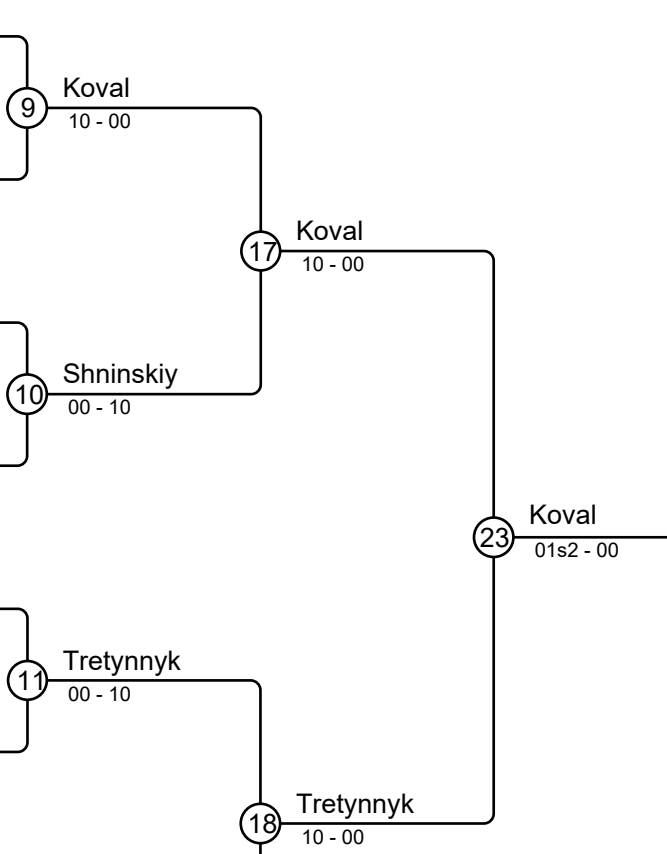 Koval
9
10 - 00
Koval
17
10 - 00
Shninskiy
10
00 - 10
Koval
23
01s2 - 00
Tretynnyk
11
00 - 10
Tretynnyk
18
10 - 00